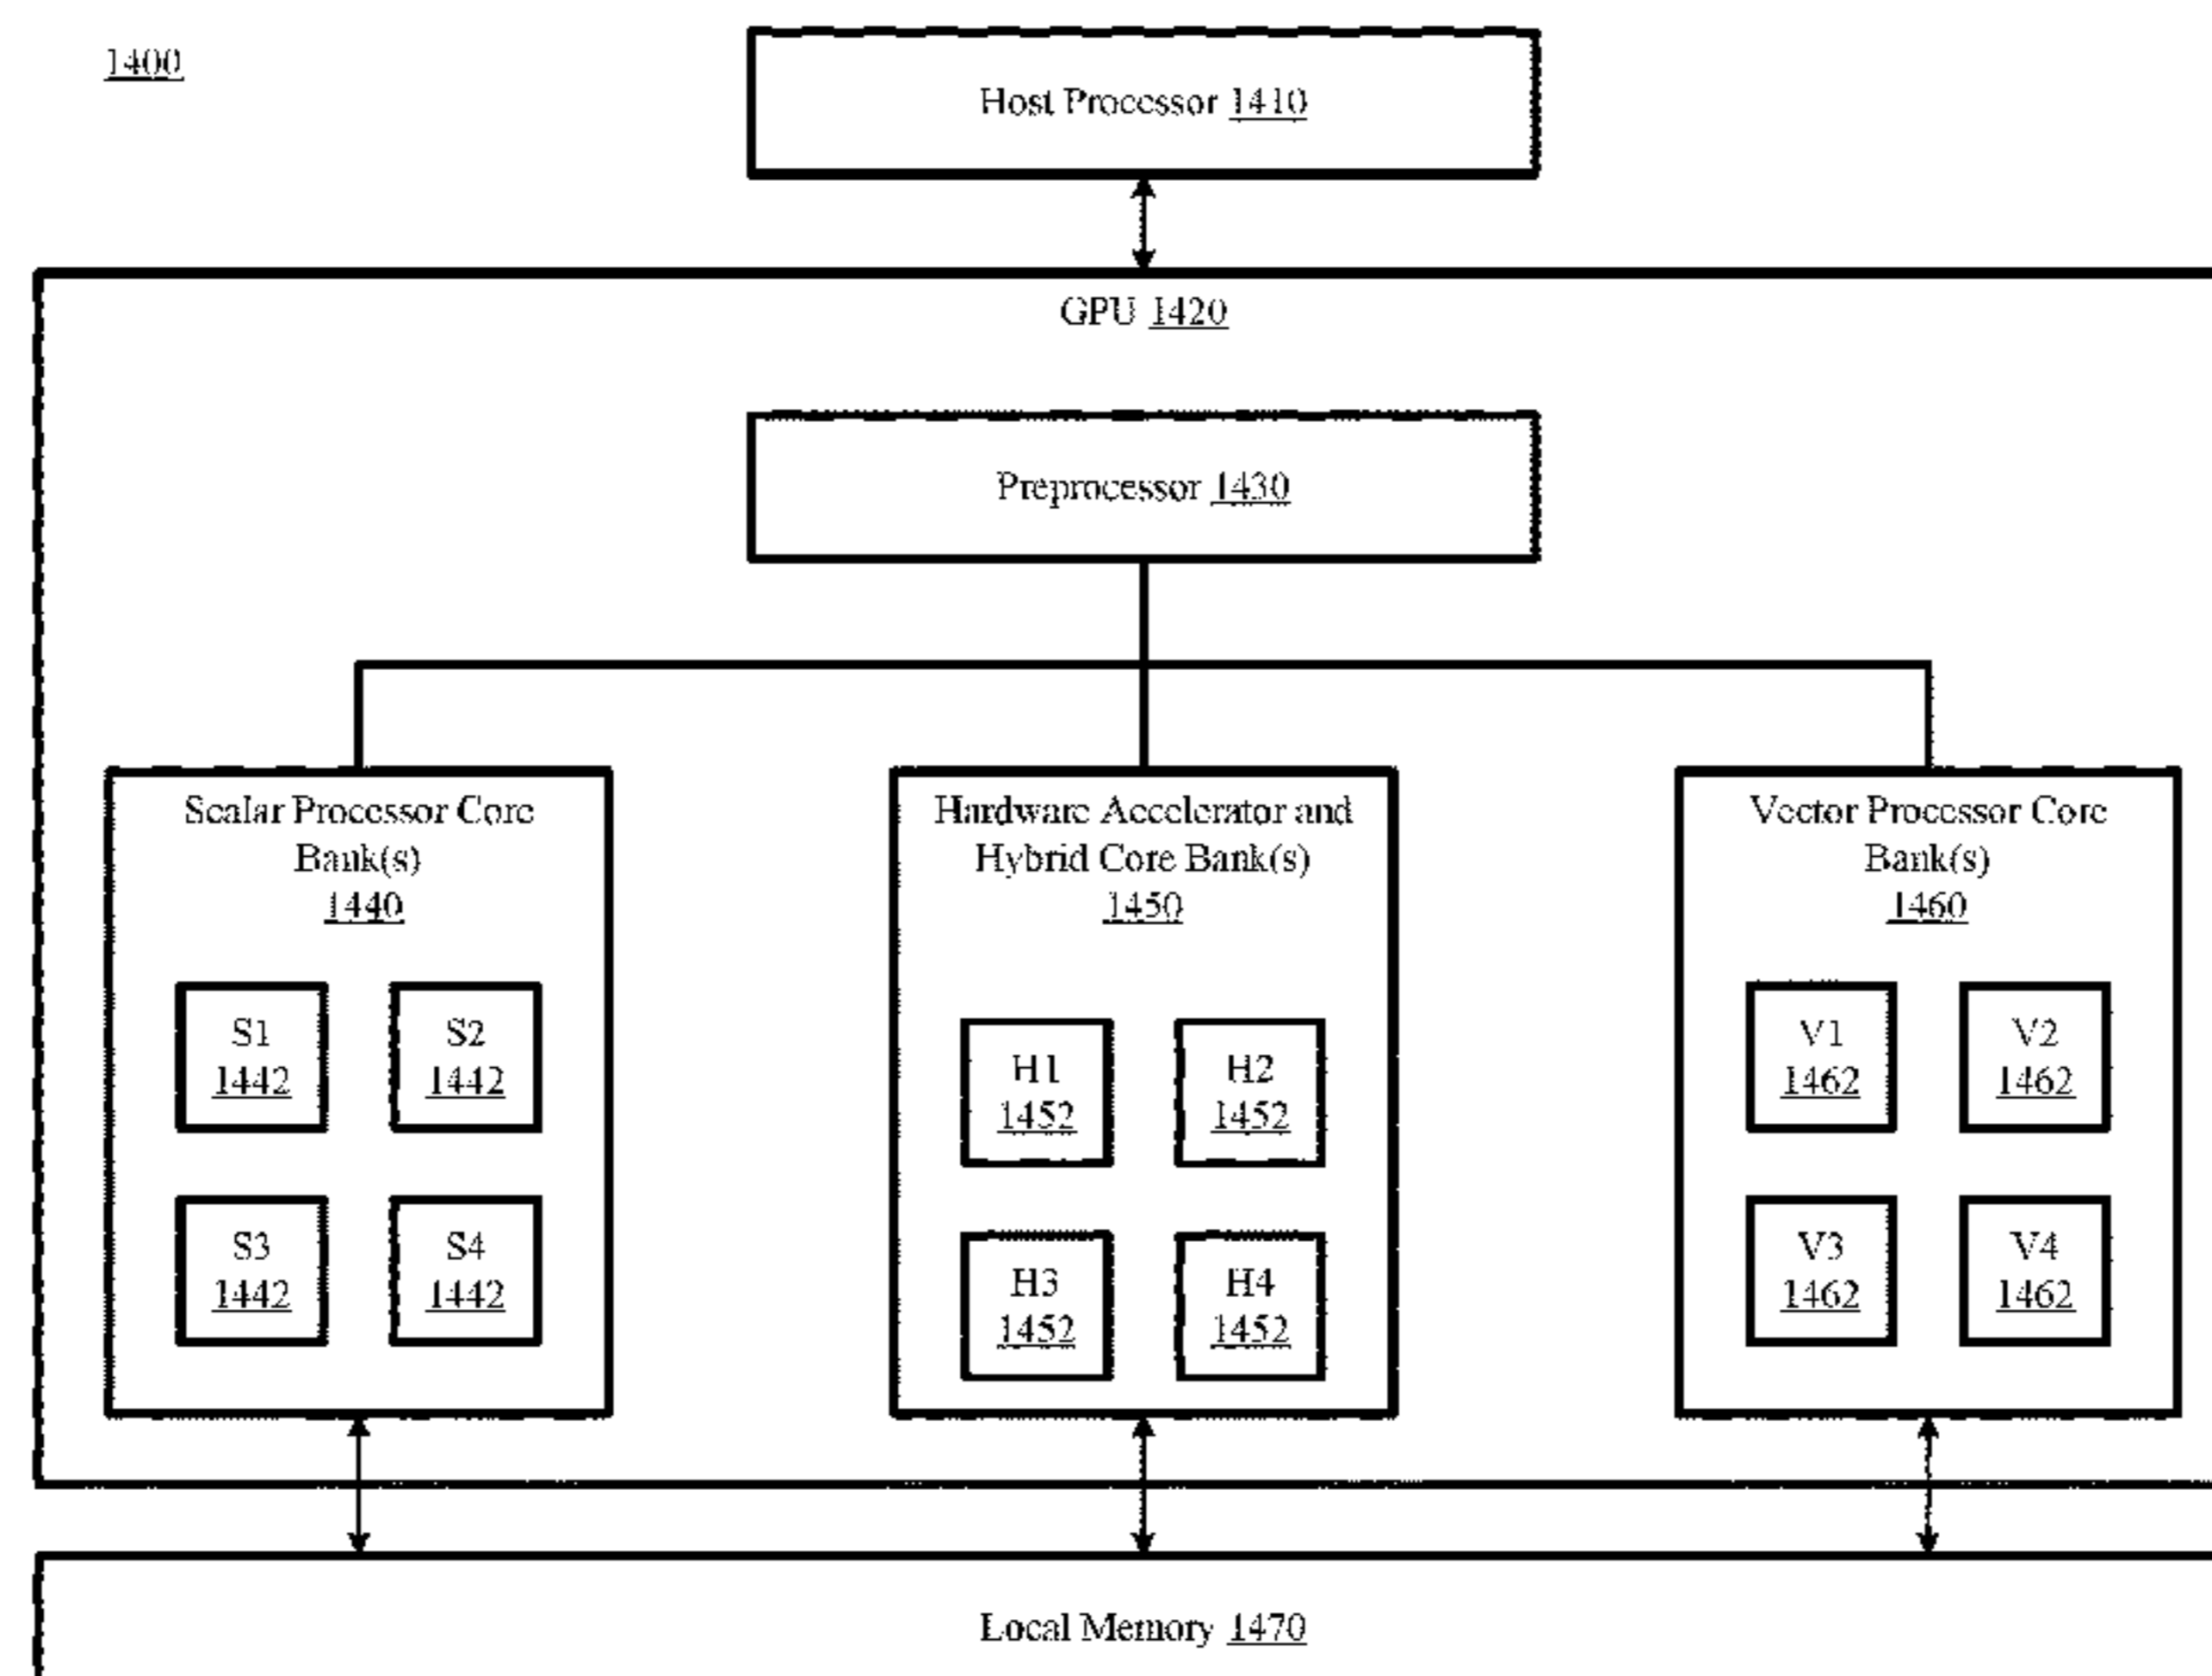 1400
Host Processor 1410
GPU 1420
Preprocessor 1430
Scalar Processor Core
Bank(s)
1440
Hardware Accelerator and
Hybrid Core Bank(s)
1450
Vector Processor Core
Bank(s)
1460
S1
1442
S2
1442
S3
1442
S4
1442
H1
1452
H2
1452
H3
1452
H4
1452
V1
1462
V2
1462
V3
1462
V4
1462
Local Memory 1470